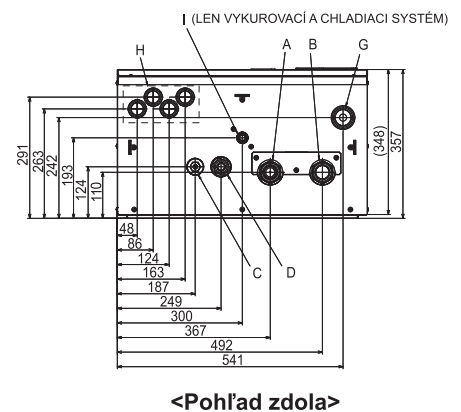 I (LEN VYKUROVACÍ A CHLADIACI SYSTÉM)
H
A
B
G
291
263
242
193
124
110
(348)
357
48
86
124
163
187
249
300
367
492
541
C
D
<Pohľad zdola>